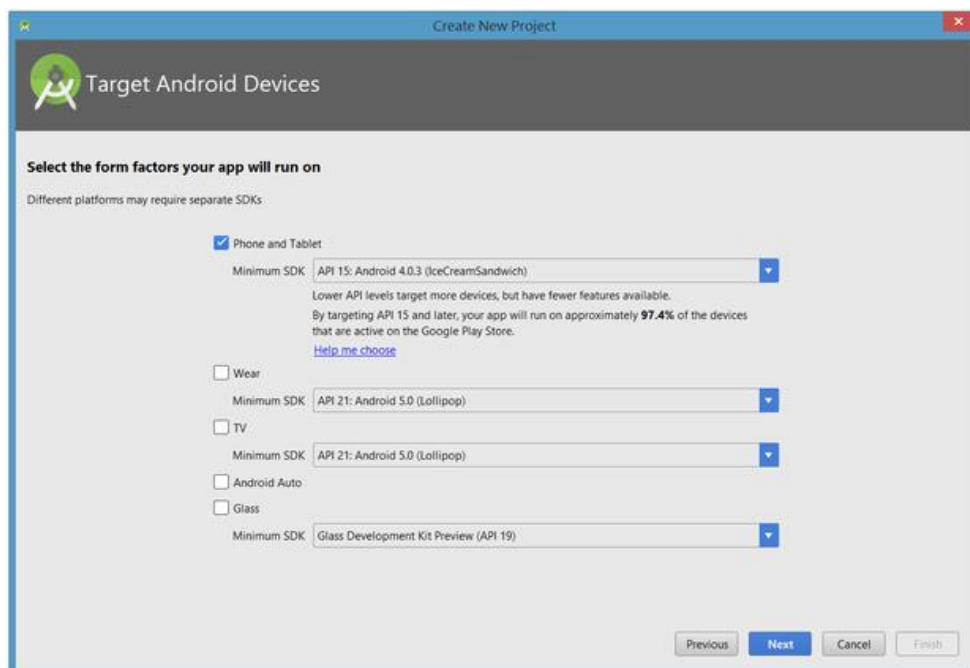 Create New Project
Target Android Devices
Select the form factors your app will run on
Different platforms may require separate SDKs
Phone and Tablet
Minimum SDK API 15: Android 4.0.3 (IceCreamSandwich)
Lower API levels target more devices, but have fewer features available.
By targeting API 15 and later, your app will run on approximately 97.4% of the devices
that are active on the Google Play Store.
Help me choose
Wear
Minimum SDK API 21: Android 5.0 (Lollipop)
TV
Minimum SDK API 21: Android 5.0 (Lollipop)
Android Auto
Glass
Minimum SDK Glass Development Kit Preview (API 19)
Previous Next Cancel Finish